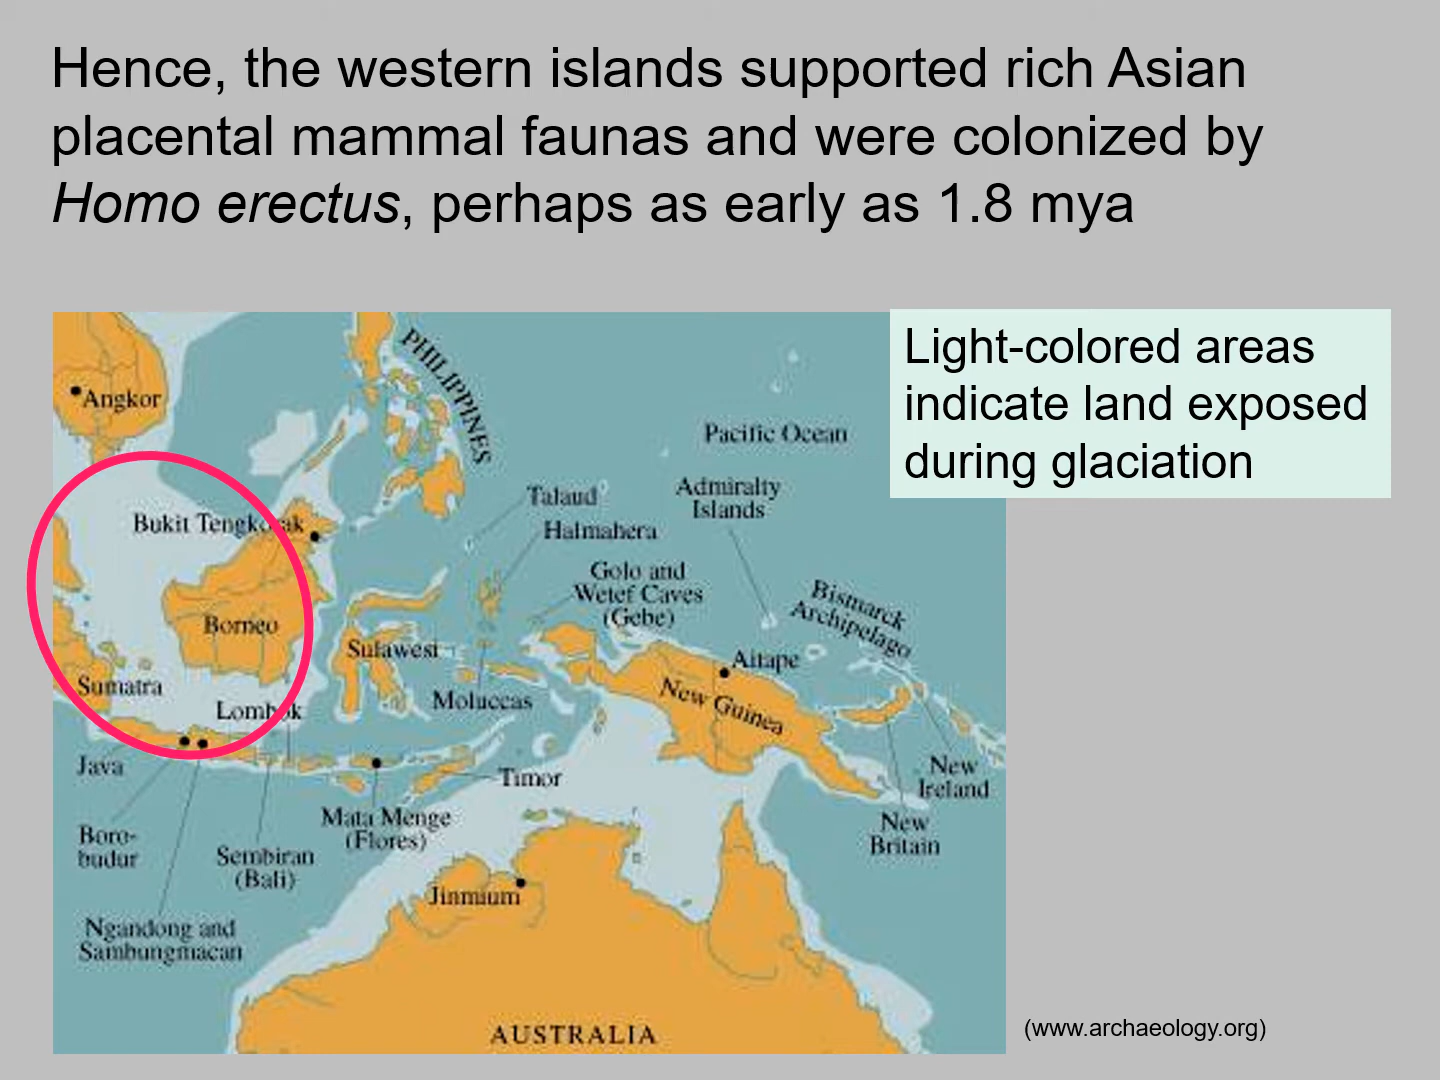 Hence, the western islands supported rich Asian
placental mammal faunas and were colonized by
Homo erectus, perhaps as early as 1.8 mya
Light-colored areas
indicate land exposed
during glaciation
PHILIPPINES
Angkor
Pacific Ocean
Talaud
Admiralty
Islands
Bukit Tengkorak
Halmahera
Golo and
Wetef Caves
(Gebe)
Bismarck
Archipelago
Borneo
Sulawesi
Aitape
Sumatra
Moluccas
New Guinea
Lombok
Java
Timor
New
Ireland
Mata Menge
(Flores)
New
Britain
Boro-
budur
Sembiran
(Bali)
Jinmium
Ngandong and
Sambungmacan
AUSTRALIA
(www.archaeology.org)